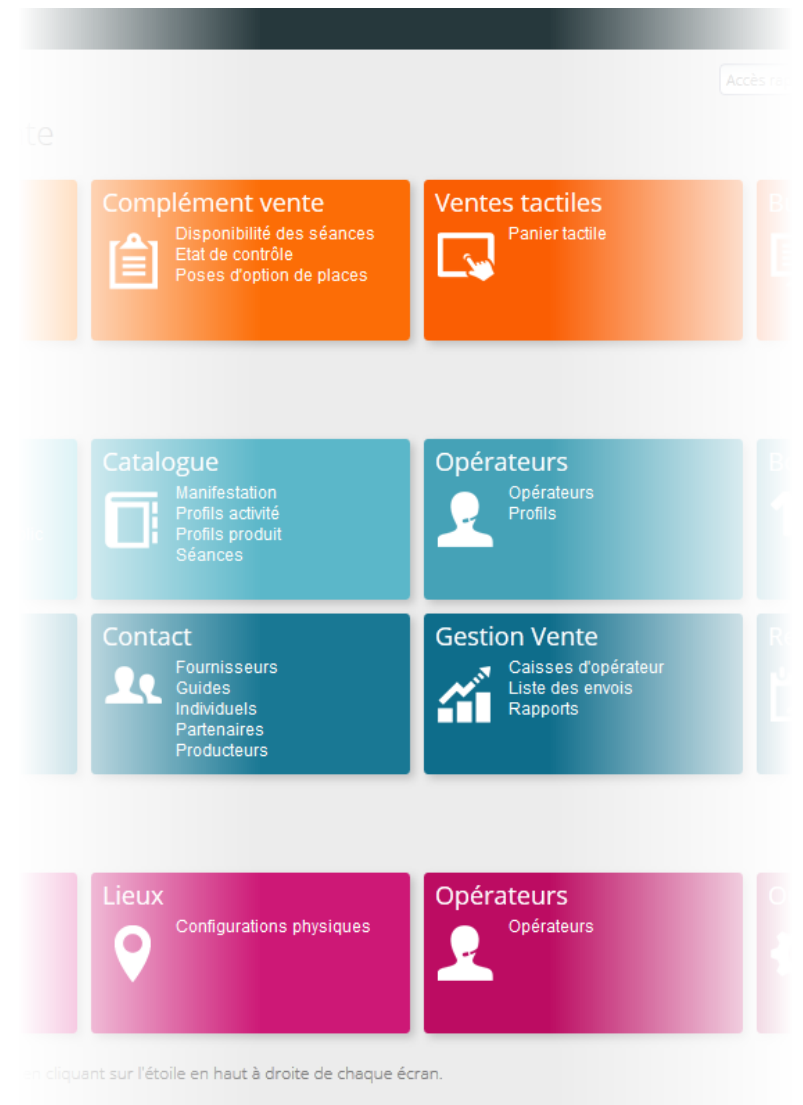 Accès
te
Complément vente
Disponibilité des séances
Etat de contrôle
Poses d'option de places
Ventes tactiles
Panier tactile
Catalogue
Manifestation
Profils activité
Profils produit
Séances
Opérateurs
Opérateurs
Profils
Contact
Fournisseurs
Guides
Individuels
Partenaires
Producteurs
Gestion Vente
Caisses d'opérateur
Liste des envois
Rapports
Lieux
Configurations physiques
Opérateurs
Opérateurs
en cliquant sur l'étoile en haut à droite de chaque écran.